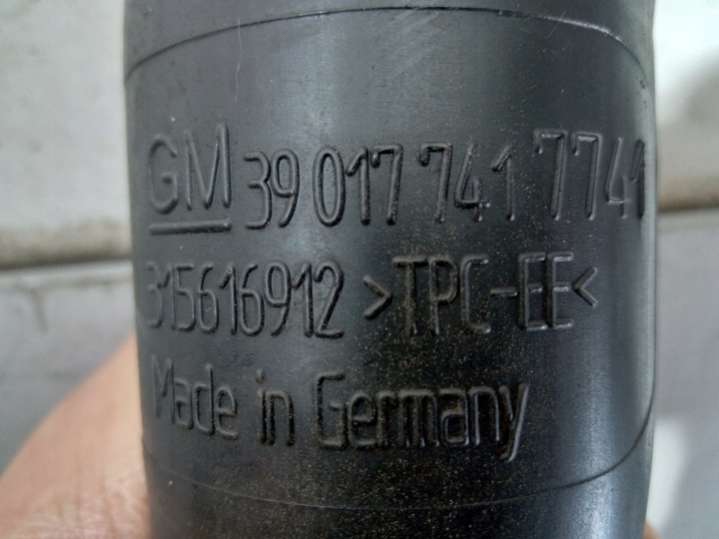 GM 39 017 741 7741
315616912 >TPC-EE<
Made in Germany